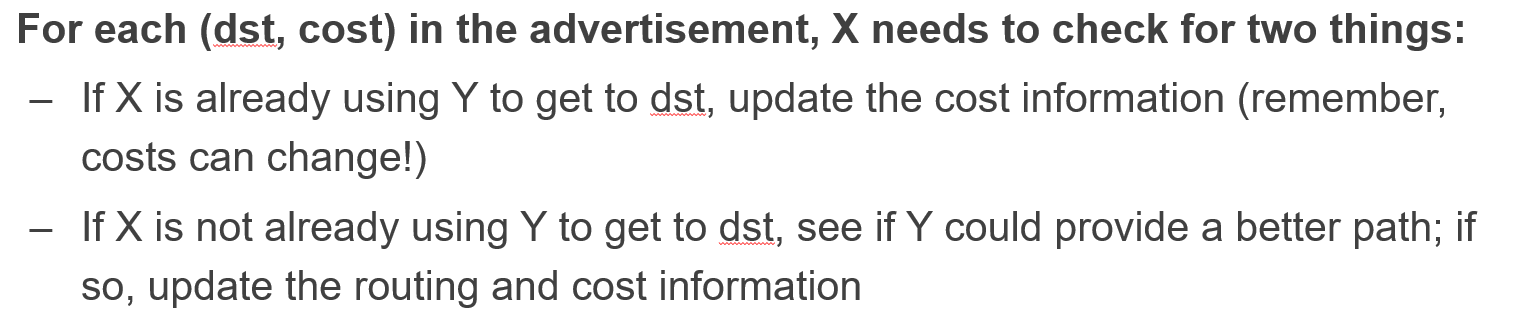 For each (dst, cost) in the advertisement, X needs to check for two things:
– If X is already using Y to get to dst, update the cost information (remember,
costs can change!)
– If X is not already using Y to get to dst, see if Y could provide a better path; if
so, update the routing and cost information